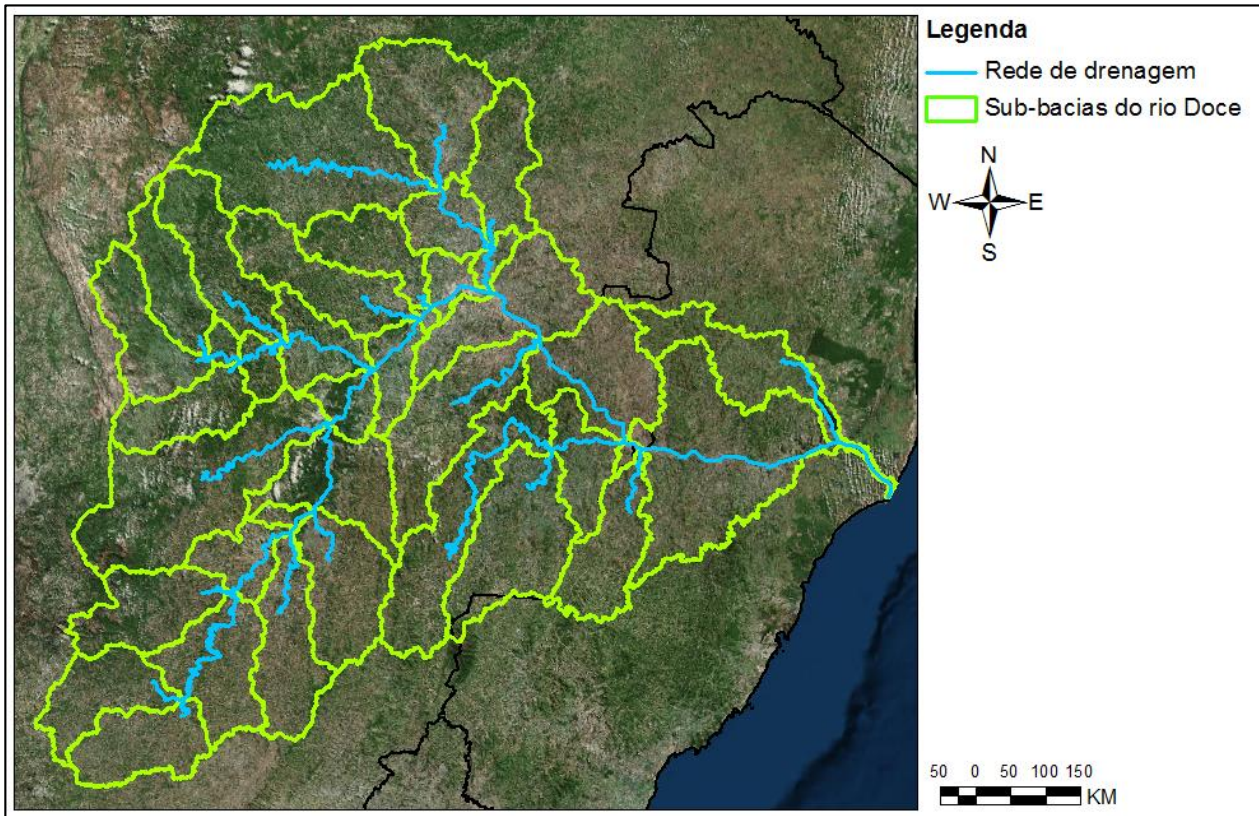 Legenda
Rede de drenagem
Sub-bacias do rio Doce
N
W E
S
50 0 50 100 150
KM